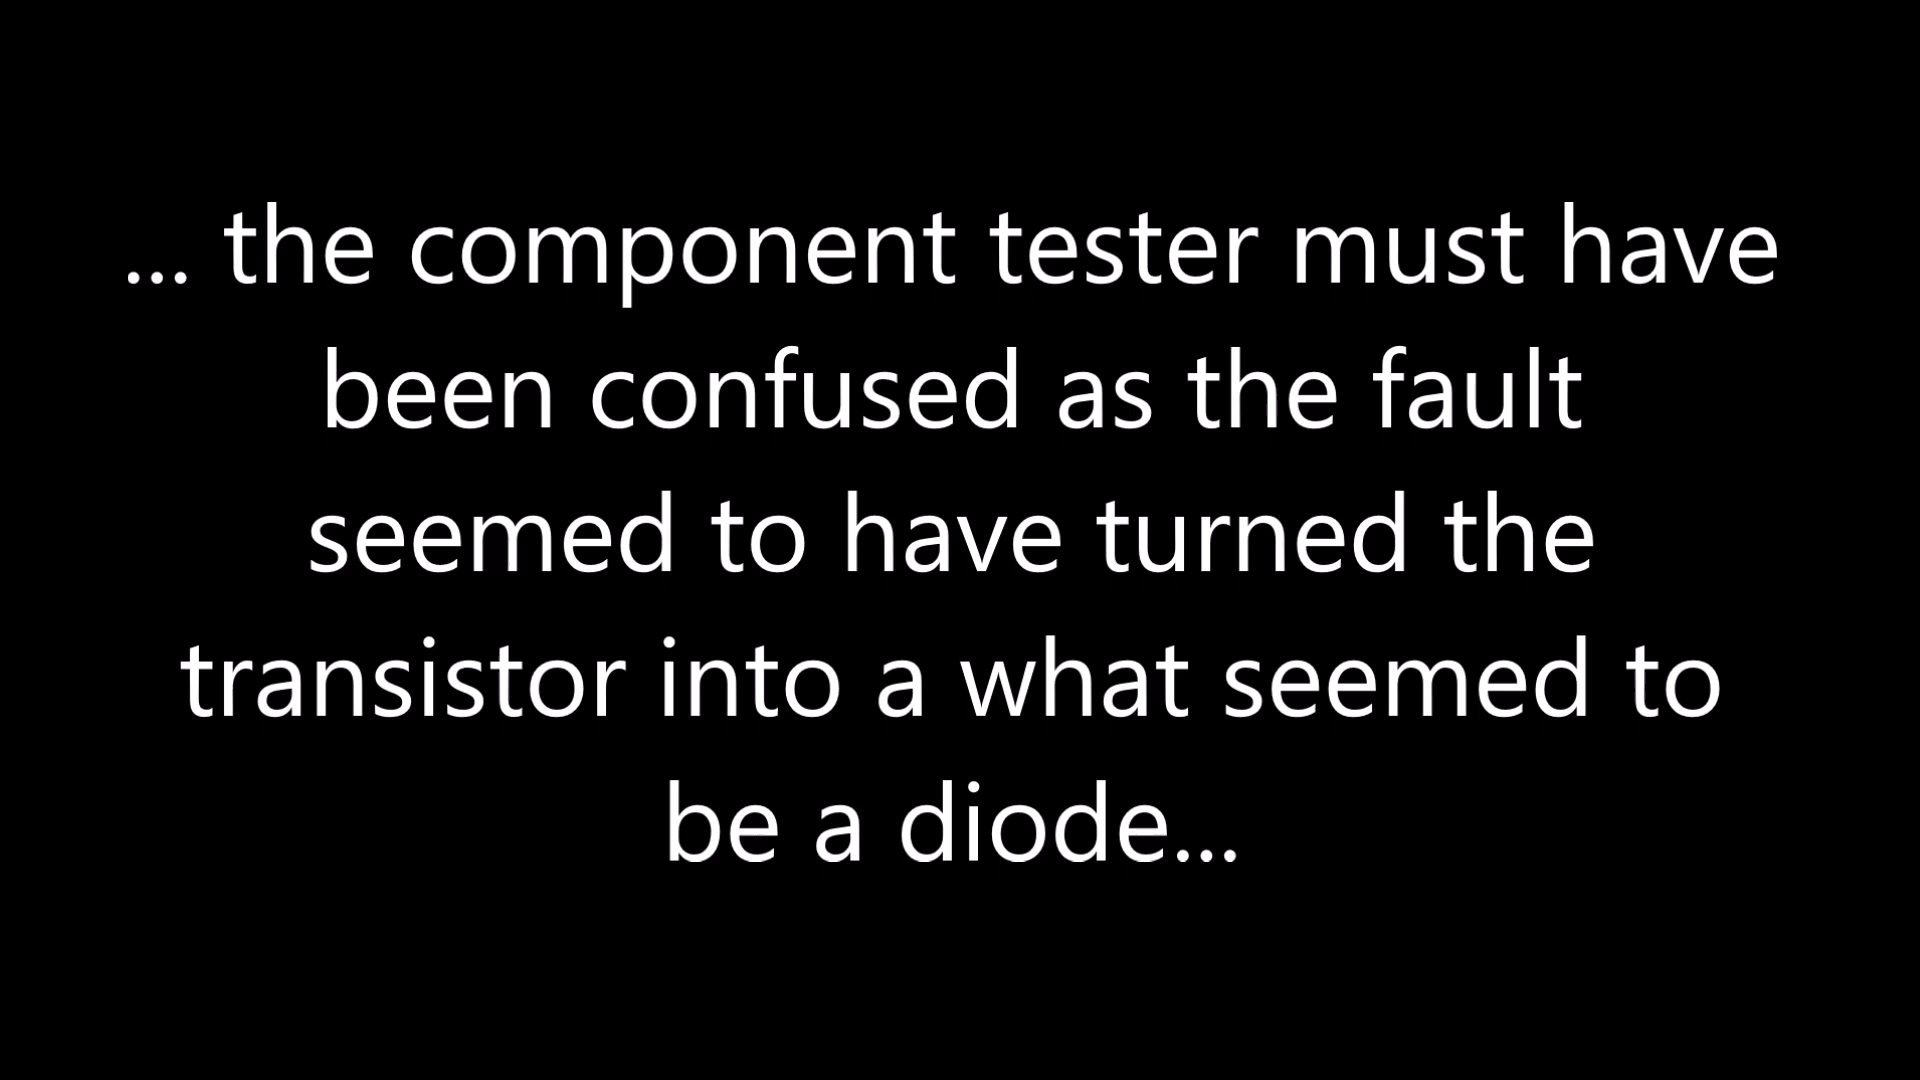 ... the component tester must have
been confused as the fault
seemed to have turned the
transistor into a what seemed to
be a diode...